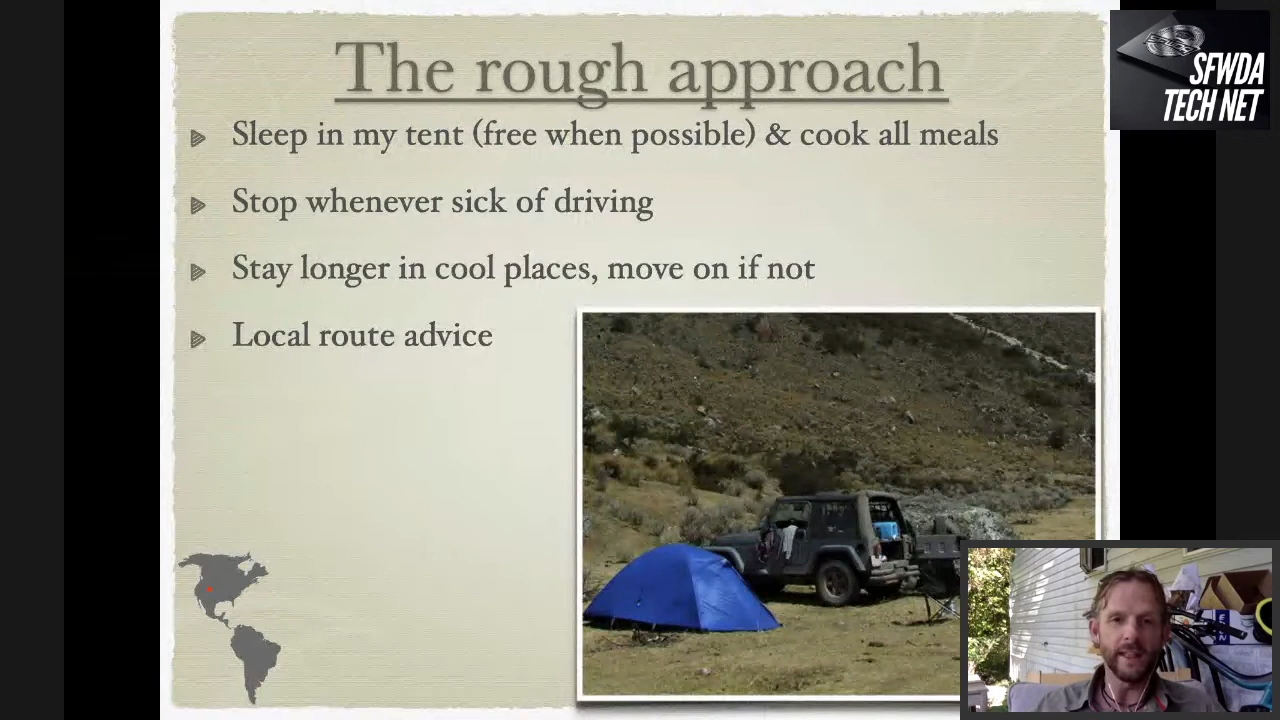 The rough approach
Sleep in my tent (free when possible) & cook all meals
Stop whenever sick of driving
Stay longer in cool places, move on if not
Local route advice
SFWDA
TECH NET